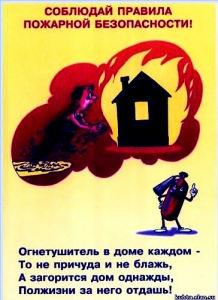 СОБЛЮДАЙ ПРАВИЛА
ПОЖАРНОЙ БЕЗОПАСНОСТИ!
Огнетушитель в доме каждом -
То не причуда и не блажь,
А загорится дом однажды,
Полжизни за него отдашь!